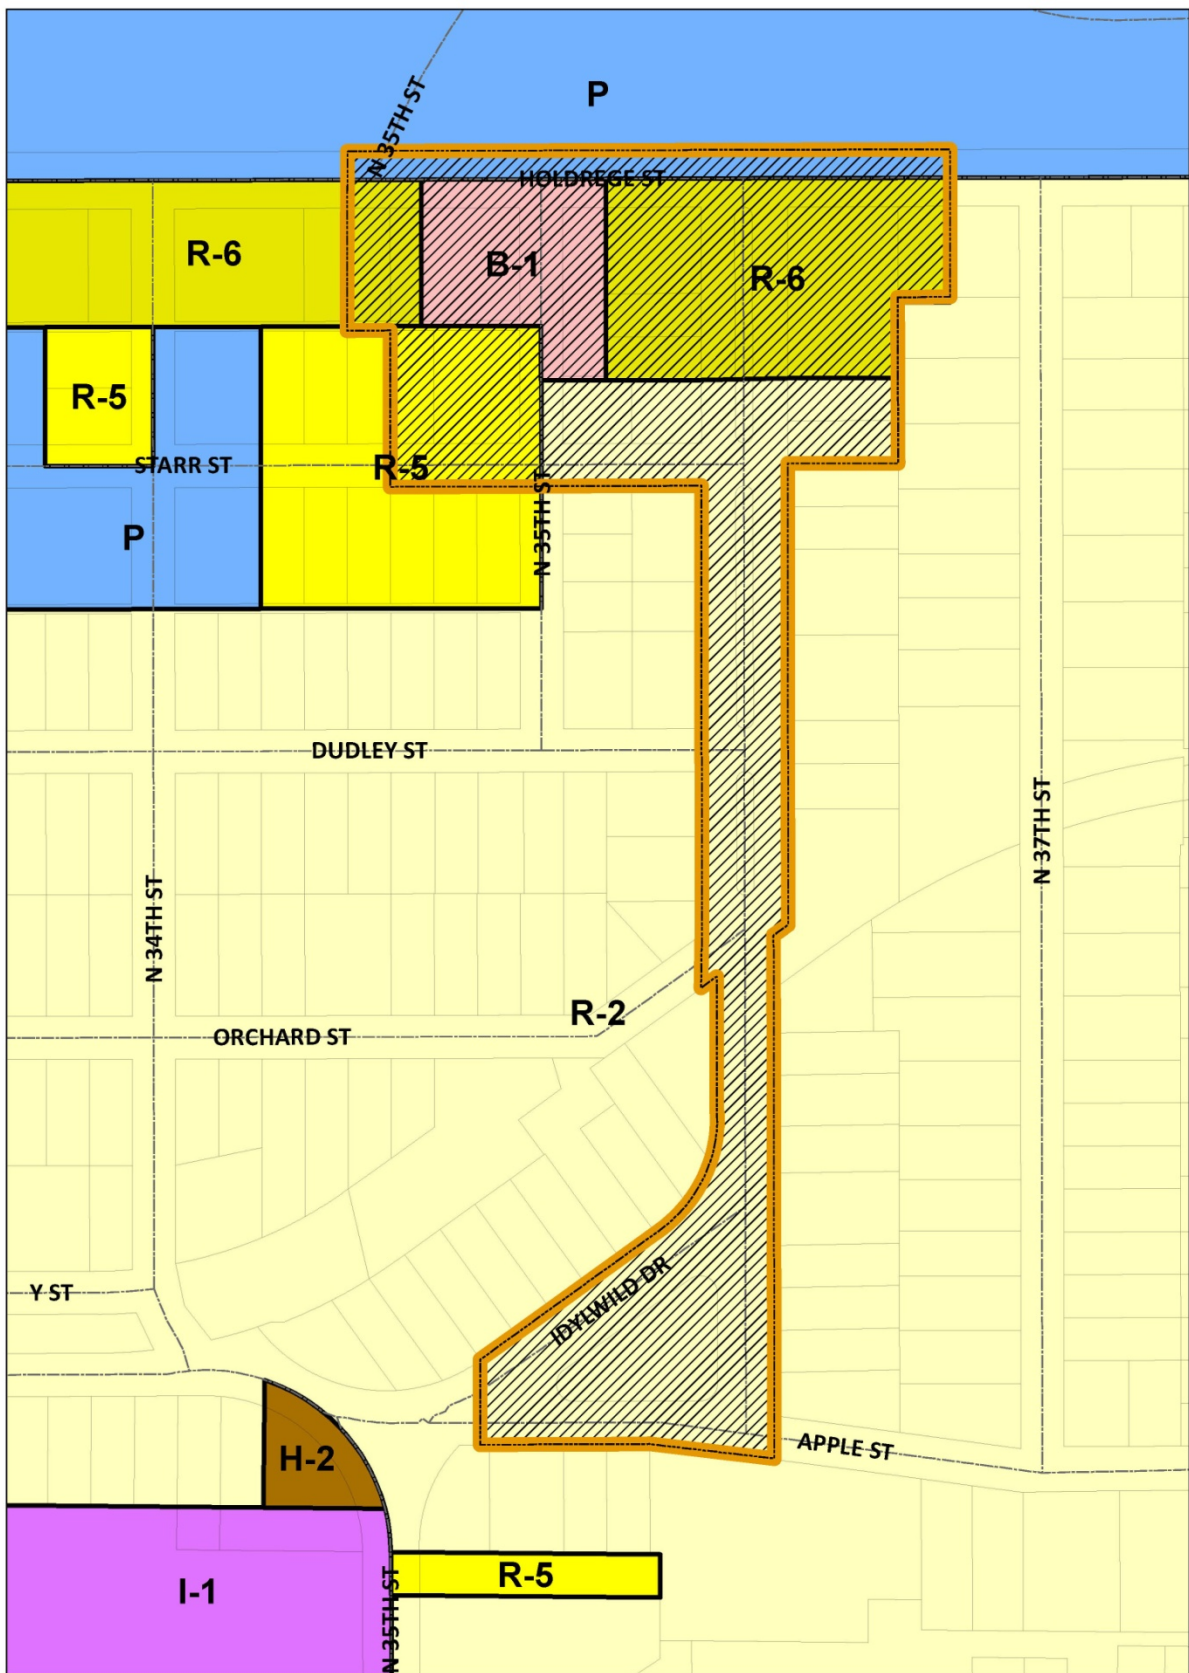 P
N 35TH ST
HOLDREGE ST
R-6
B-1
R-6
R-5
R-5
STARR ST
N 35TH ST
P
DUDLEY ST
N 37TH ST
N 34TH ST
R-2
ORCHARD ST
Y ST
IDYLWILD DR
APPLE ST
H-2
R-5
I-1
N 35TH ST